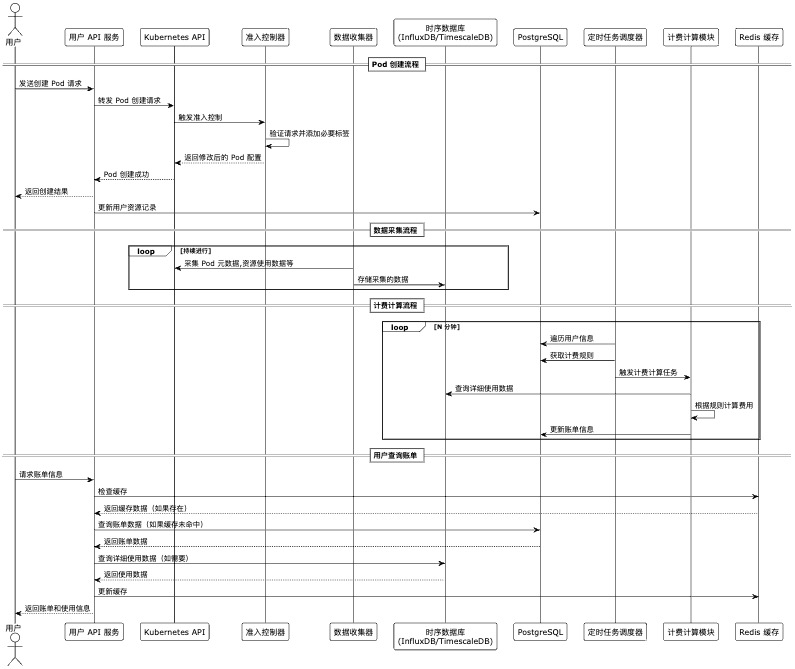 用户
用户 API 服务
Kubernetes API
准入控制器
数据收集器
时序数据库
(InfluxDB/TimescaleDB)
PostgreSQL
定时任务调度器
计费计算模块
Redis 缓存
Pod 创建流程
发送创建 Pod 请求
转发 Pod 创建请求
触发准入控制
验证请求并添加必要标签
返回修改后的 Pod 配置
Pod 创建成功
返回创建结果
更新用户资源记录
数据采集流程
loop [持续进行]
采集 Pod 元数据,资源使用数据等
存储采集的数据
计费计算流程
loop [N 分钟]
遍历用户信息
获取计费规则
触发计费计算任务
查询详细使用数据
根据规则计算费用
更新账单信息
用户查询账单
请求账单信息
检查缓存
返回缓存数据（如果存在）
查询账单数据（如果缓存未命中）
返回账单数据
查询详细使用数据（如需要）
返回使用数据
更新缓存
返回账单和使用信息
用户
用户 API 服务
Kubernetes API
准入控制器
数据收集器
时序数据库
(InfluxDB/TimescaleDB)
PostgreSQL
定时任务调度器
计费计算模块
Redis 缓存